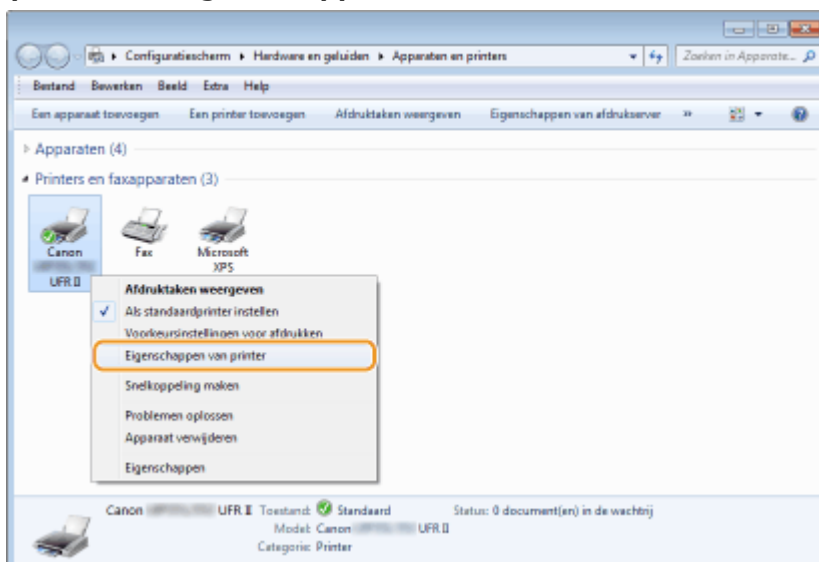 Configuratiescherm ▸ Hardware en geluiden ▸ Apparaten en printers
Zoeken in Apparate...
Bestand Bewerken Beeld Extra Help
Een apparaat toevoegen Een printer toevoegen Afdruktaken weergeven Eigenschappen van afdrukserver »
Apparaten (4)
Printers en faxapparaten (3)
Canon
UFR II
Fax
Microsoft
XPS
Afdruktaken weergeven
Als standaardprinter instellen
Voorkeursinstellingen voor afdrukken
Eigenschappen van printer
Snelkoppeling maken
Problemen oplossen
Apparaat verwijderen
Eigenschappen
Canon UFR II Toestand: Standaard Status: 0 document(en) in de wachtrij
Model: Canon UFR II
Categorie: Printer